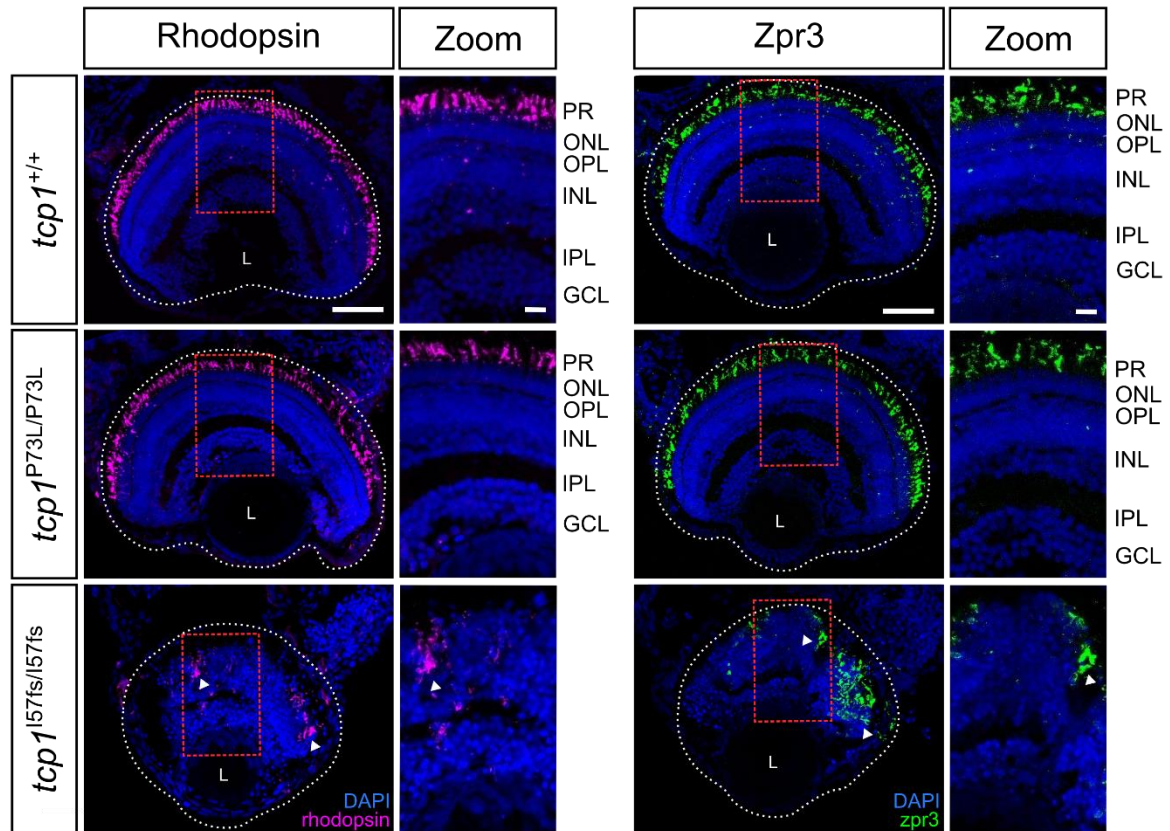 Rhodopsin Zoom Zpr3 Zoom
tcp1+/+
L
PR
ONL
OPL
INL
IPL
GCL
L
PR
ONL
OPL
INL
IPL
GCL
tcp1P73L/P73L
L
PR
ONL
OPL
INL
IPL
GCL
L
PR
ONL
OPL
INL
IPL
GCL
tcp1I57fs/I57fs
L
DAPI
rhodopsin
L
DAPI
zpr3